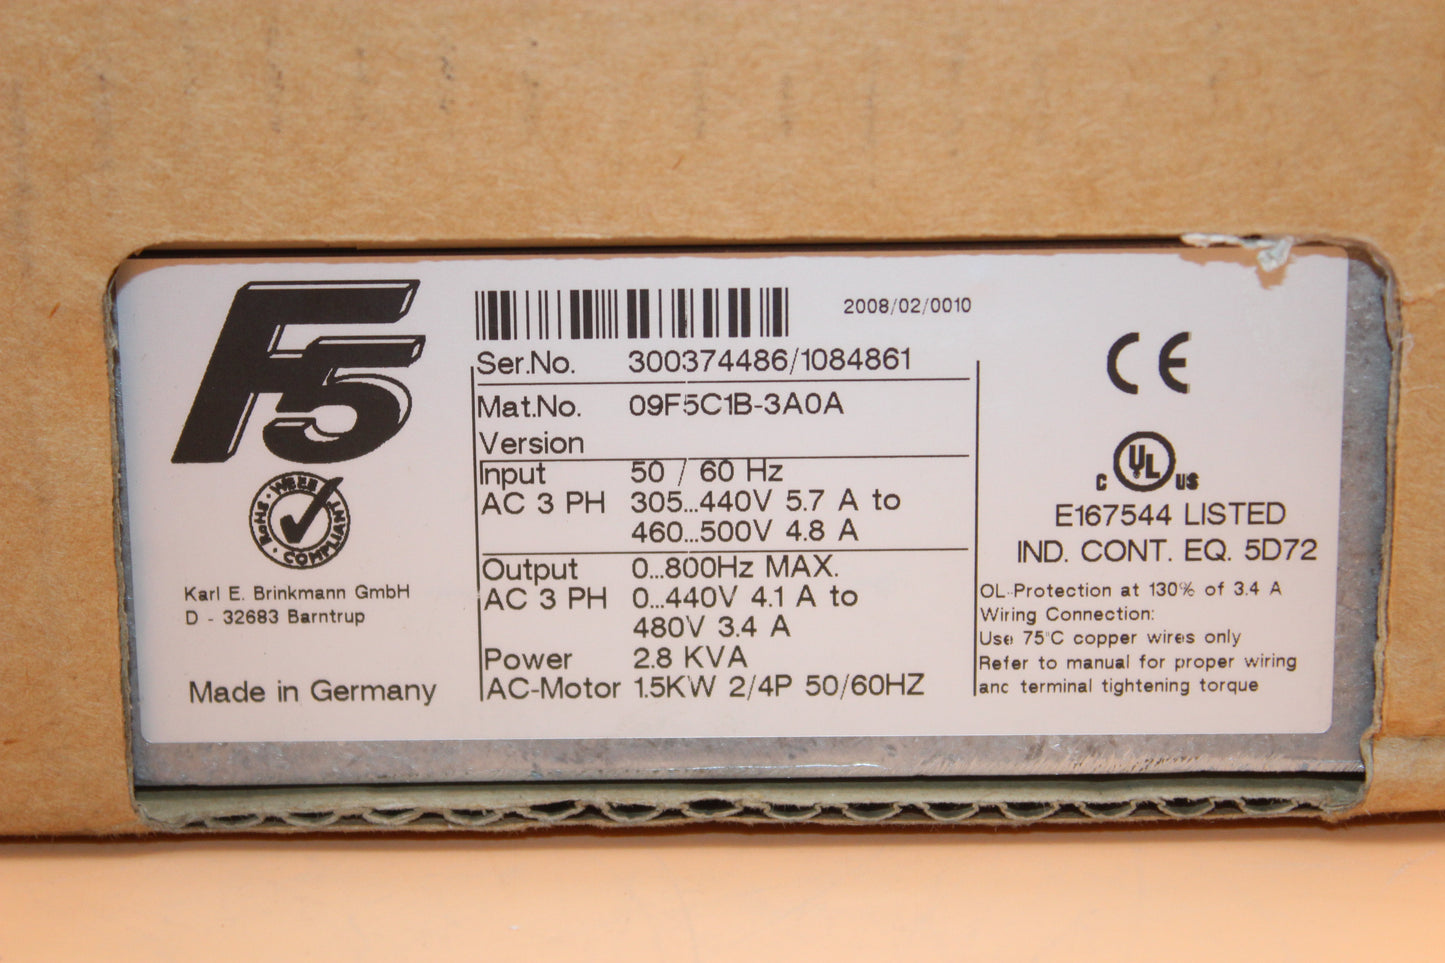 F5
RoHS · WEEE
COMPLIANT
Karl E. Brinkmann GmbH
D - 32683 Barntrup
Made in Germany
2008/02/0010
Ser.No. 300374486/1084861
Mat.No. 09F5C1B-3A0A
Version
Input 50 / 60 Hz
AC 3 PH 305...440V 5.7 A to
460...500V 4.8 A
Output 0...800Hz MAX.
AC 3 PH 0...440V 4.1 A to
480V 3.4 A
Power 2.8 KVA
AC-Motor 1.5KW 2/4P 50/60HZ
CE
C UL US
E167544 LISTED
IND. CONT. EQ. 5D72
OL-Protection at 130% of 3.4 A
Wiring Connection:
Use 75°C copper wires only
Refer to manual for proper wiring
and terminal tightening torque